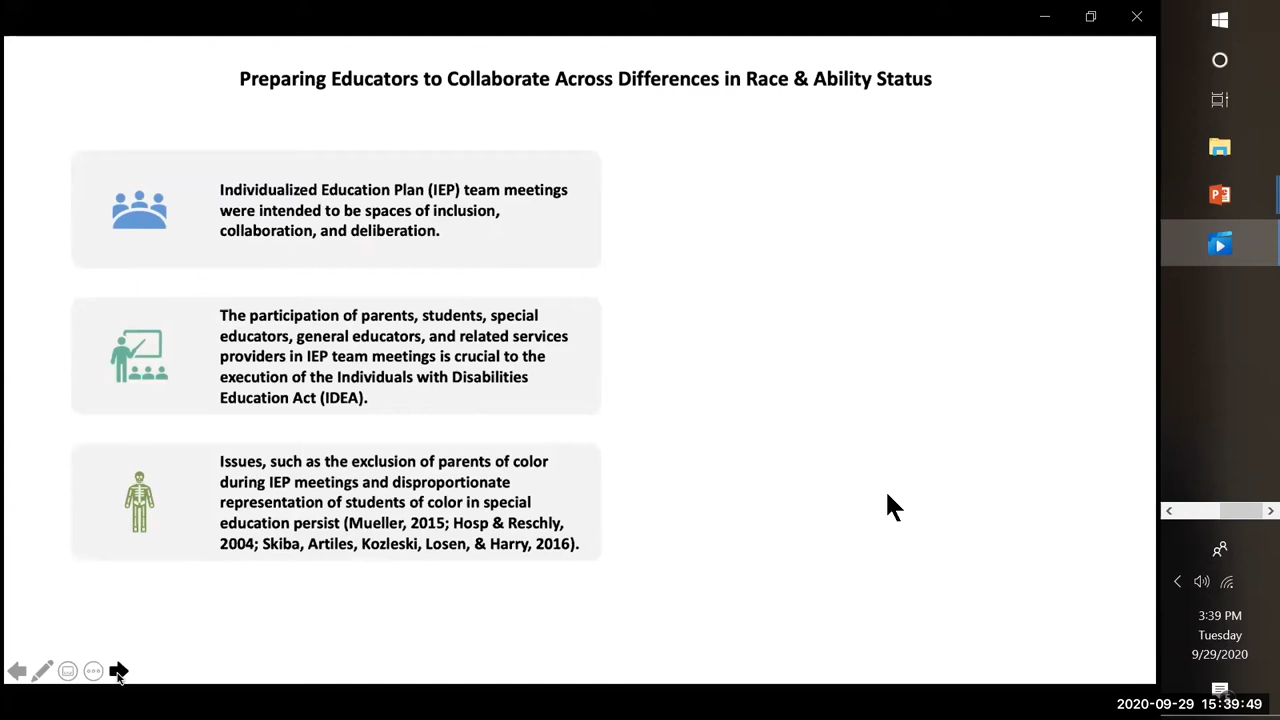 Preparing Educators to Collaborate Across Differences in Race & Ability Status
Individualized Education Plan (IEP) team meetings
were intended to be spaces of inclusion,
collaboration, and deliberation.
The participation of parents, students, special
educators, general educators, and related services
providers in IEP team meetings is crucial to the
execution of the Individuals with Disabilities
Education Act (IDEA).
Issues, such as the exclusion of parents of color
during IEP meetings and disproportionate
representation of students of color in special
education persist (Mueller, 2015; Hosp & Reschly,
2004; Skiba, Artiles, Kozleski, Losen, & Harry, 2016).
3:39 PM
Tuesday
9/29/2020
2020-09-29 15:39:49